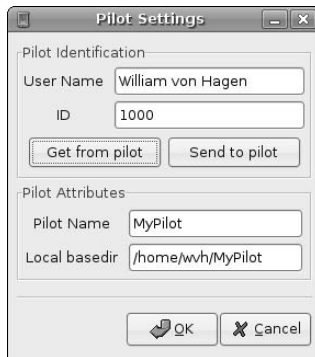 Pilot Settings
Pilot Identification
User Name William von Hagen
ID 1000
Get from pilot Send to pilot
Pilot Attributes
Pilot Name MyPilot
Local basedir /home/wvh/MyPilot
OK Cancel